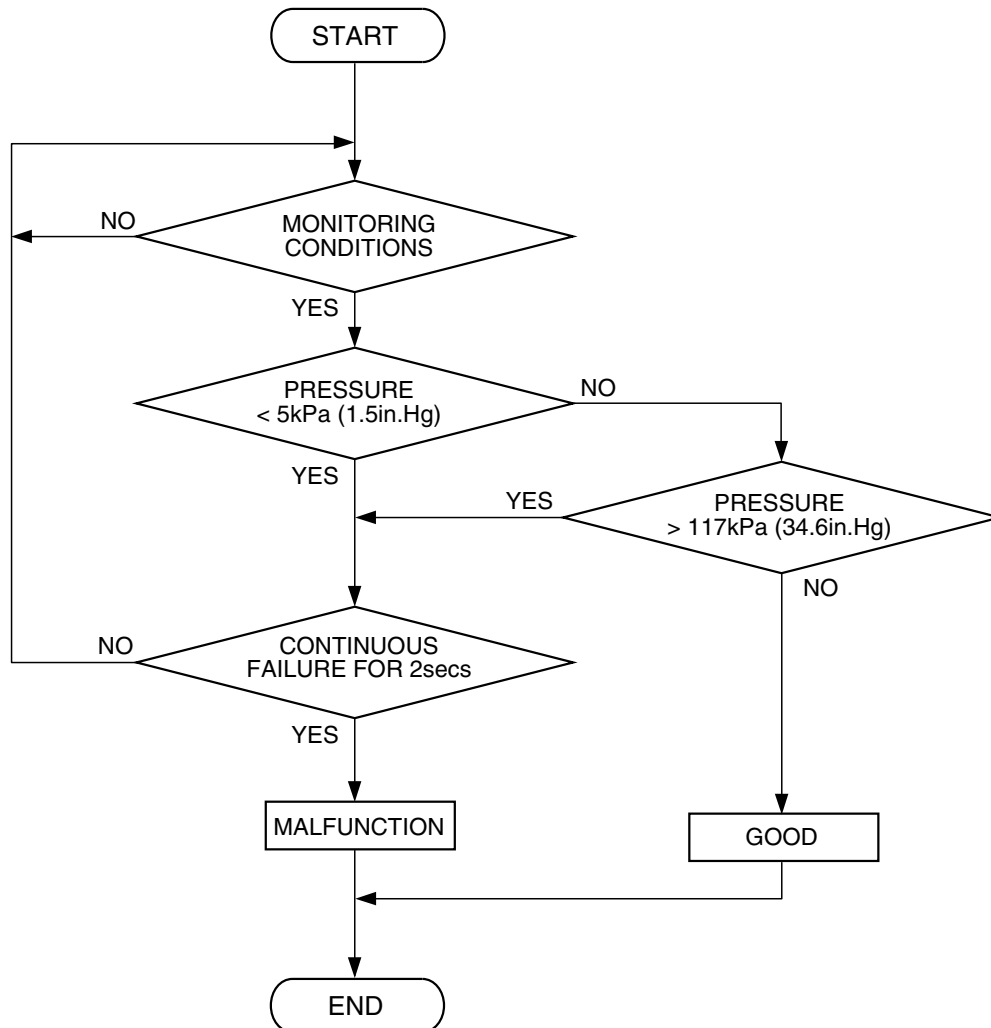 START
NO
MONITORING
CONDITIONS
YES
PRESSURE
< 5kPa (1.5in.Hg)
NO
YES
YES
PRESSURE
> 117kPa (34.6in.Hg)
NO
NO
CONTINUOUS
FAILURE FOR 2secs
YES
MALFUNCTION
GOOD
END